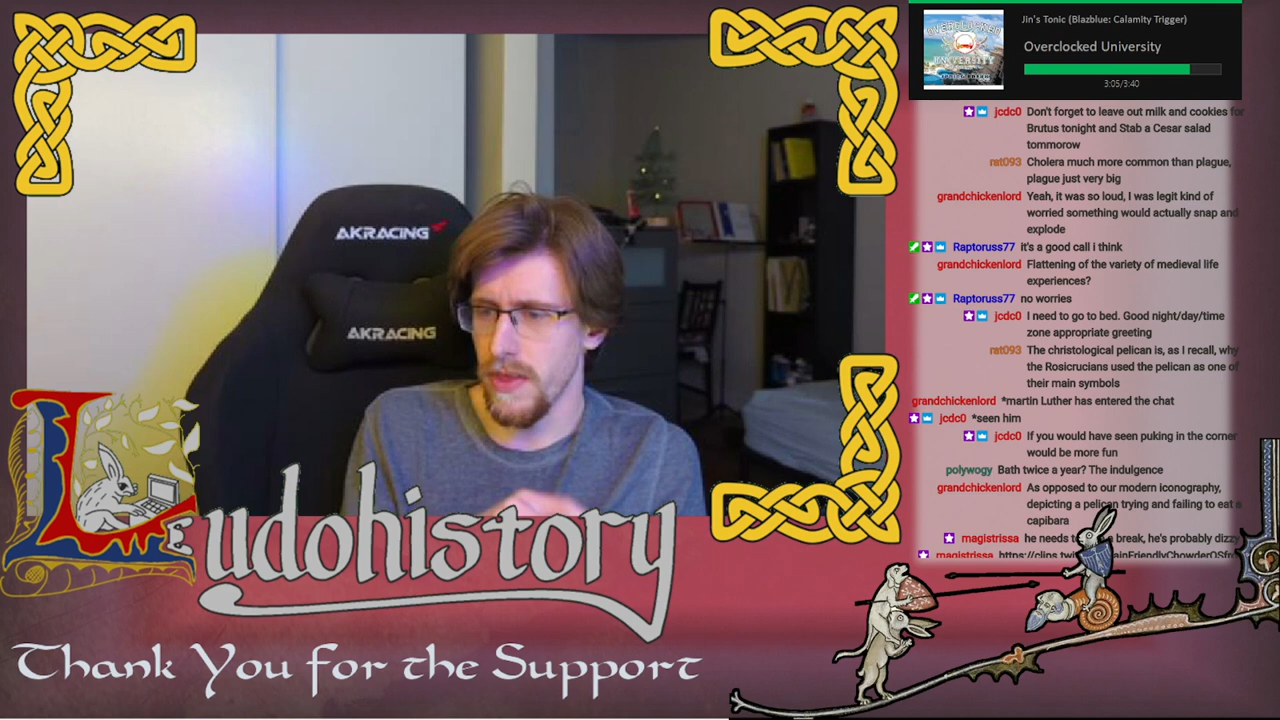 Jin's Tonic (Blazblue: Calamity Trigger)
Overclocked University
3:05/3:40
OVERCLOCKED
UNIVERSITY
AKRACING
AKRACING
jcdc0 Don't forget to leave out milk and cookies for
Brutus tonight and Stab a Cesar salad
tommorow
rat093 Cholera much more common than plague,
plague just very big
grandchickenlord Yeah, it was so loud, I was legit kind of
worried something would actually snap and
explode
Raptoruss77 it's a good call i think
grandchickenlord Flattening of the variety of medieval life
experiences?
Raptoruss77 no worries
jcdc0 I need to go to bed. Good night/day/time
zone appropriate greeting
rat093 The christological pelican is, as I recall, why
the Rosicrucians used the pelican as one of
their main symbols
grandchickenlord *martin Luther has entered the chat
jcdc0 *seen him
jcdc0 If you would have seen puking in the corner
would be more fun
polywogy Bath twice a year? The indulgence
grandchickenlord As opposed to our modern iconography,
depicting a pelican trying and failing to eat a
capibara
magistrissa he needs break, he's probably dizzy
magistrissa
Ludohistory
Thank You for the Support